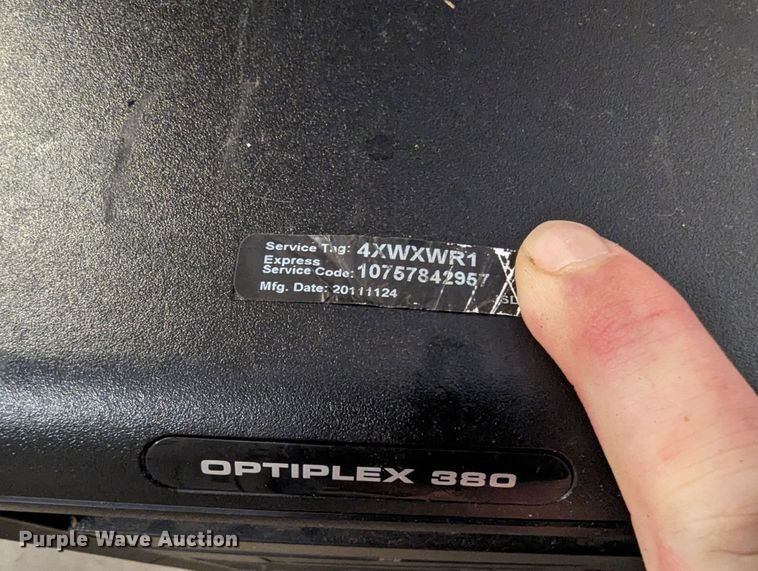 Service Tag: 4XWXWR1
Express
Service Code: 10757842957
Mfg. Date: 20111124
OPTIPLEX 380
Purple Wave Auction